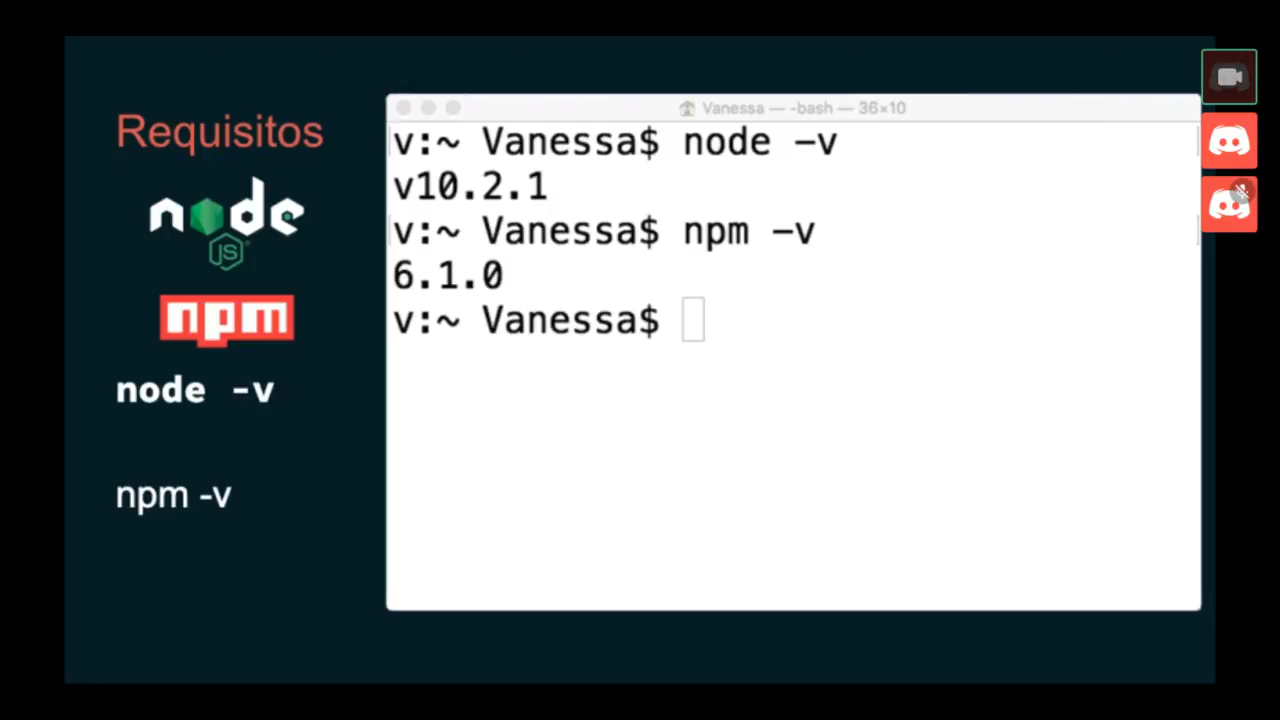 Requisitos
node
JS
npm
node -v
npm -v
Vanessa — -bash — 36×10
v:~ Vanessa$ node -v
v10.2.1
v:~ Vanessa$ npm -v
6.1.0
v:~ Vanessa$